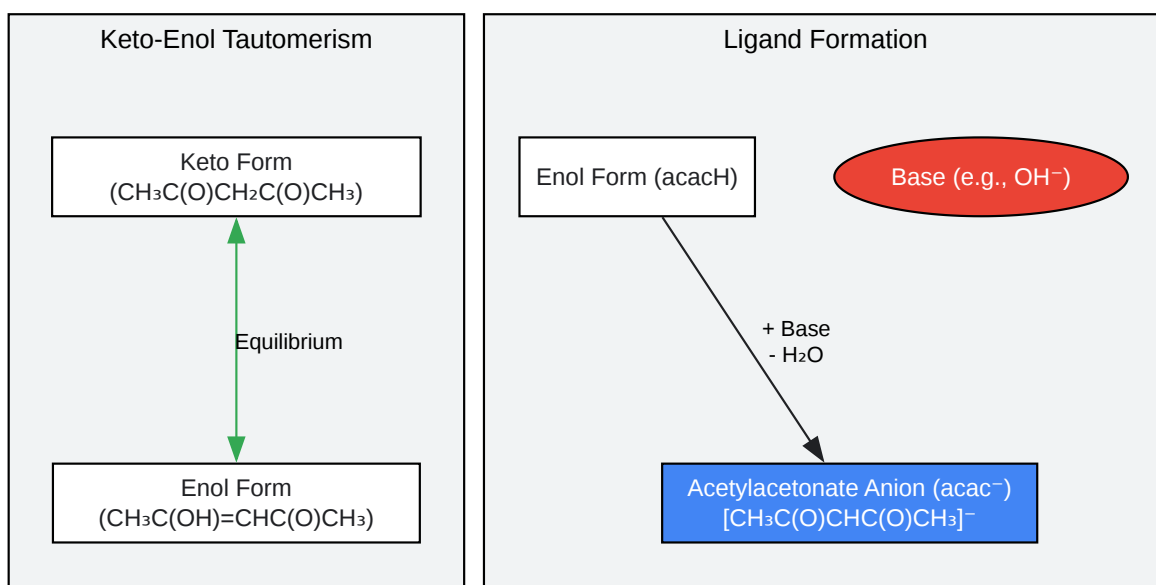 Keto-Enol Tautomerism
Keto Form
(CH₃C(O)CH₂C(O)CH₃)
Equilibrium
Enol Form
(CH₃C(OH)=CHC(O)CH₃)
Ligand Formation
Enol Form (acacH)
Base (e.g., OH⁻)
+ Base
- H₂O
Acetylacetonate Anion (acac⁻)
[CH₃C(O)CHC(O)CH₃]⁻